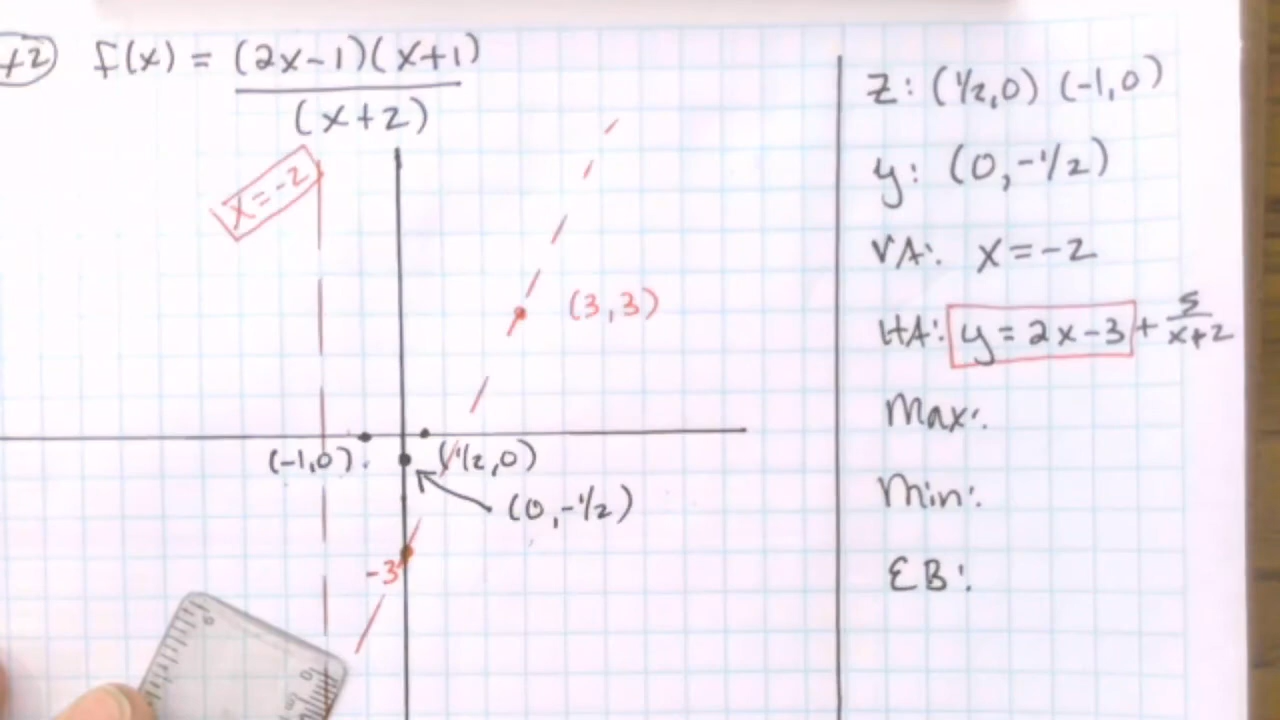 +2) f(x) = (2x-1)(x+1)
(x+2)
x=-2
(3,3)
(-1,0)
(1/2,0)
(0,-1/2)
-3
Z: (1/2,0) (-1,0)
y: (0,-1/2)
VA: x=-2
HA: y=2x-3 + 5/x+2
Max:
Min:
EB: